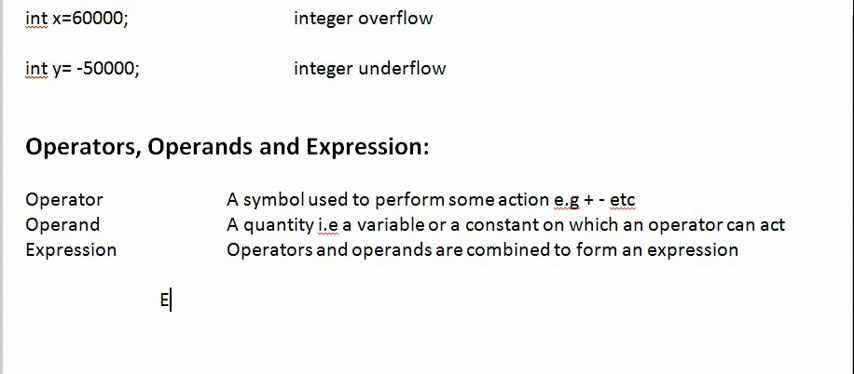 int x=60000; integer overflow
int y= -50000; integer underflow
Operators, Operands and Expression:
Operator A symbol used to perform some action e.g + - etc
Operand A quantity i.e a variable or a constant on which an operator can act
Expression Operators and operands are combined to form an expression
E